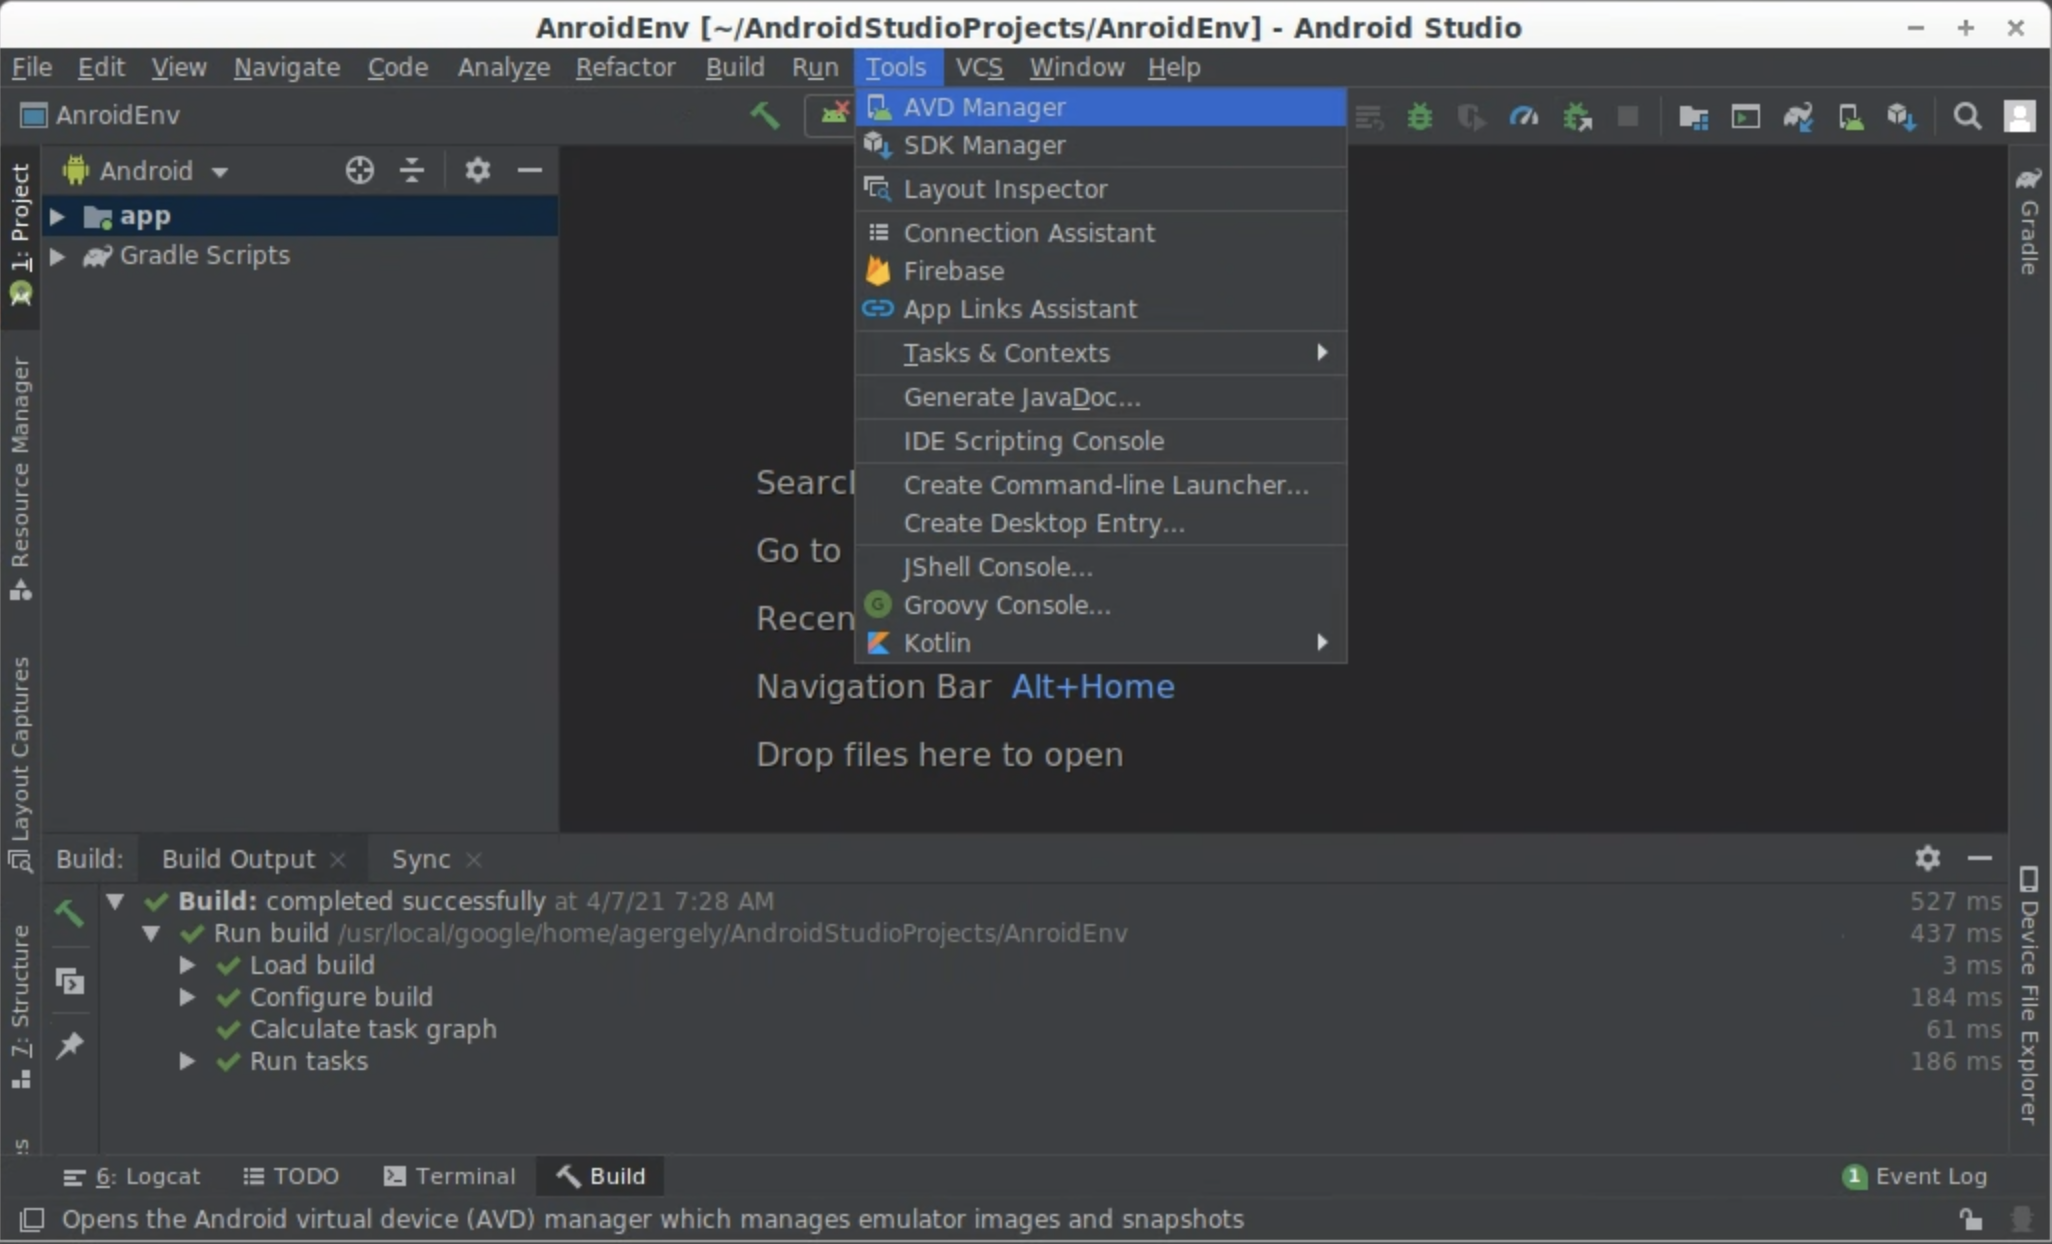 AnroidEnv [~/AndroidStudioProjects/AnroidEnv] - Android Studio
File Edit View Navigate Code Analyze Refactor Build Run Tools VCS Window Help
AnroidEnv
AVD Manager
SDK Manager
Layout Inspector
Connection Assistant
Firebase
App Links Assistant
Tasks & Contexts
Generate JavaDoc...
IDE Scripting Console
Create Command-line Launcher...
Create Desktop Entry...
JShell Console...
G Groovy Console...
Kotlin
1: Project
Resource Manager
Layout Captures
7: Structure
Android
app
Gradle Scripts
Go to
Navigation Bar Alt+Home
Drop files here to open
Gradle
Device File Explorer
Build: Build Output Sync
Build: completed successfully at 4/7/21 7:28 AM 527 ms
Run build /usr/local/google/home/agergely/AndroidStudioProjects/AnroidEnv 437 ms
Load build 3 ms
Configure build 184 ms
Calculate task graph 61 ms
Run tasks 186 ms
6: Logcat TODO Terminal Build 1 Event Log
Opens the Android virtual device (AVD) manager which manages emulator images and snapshots